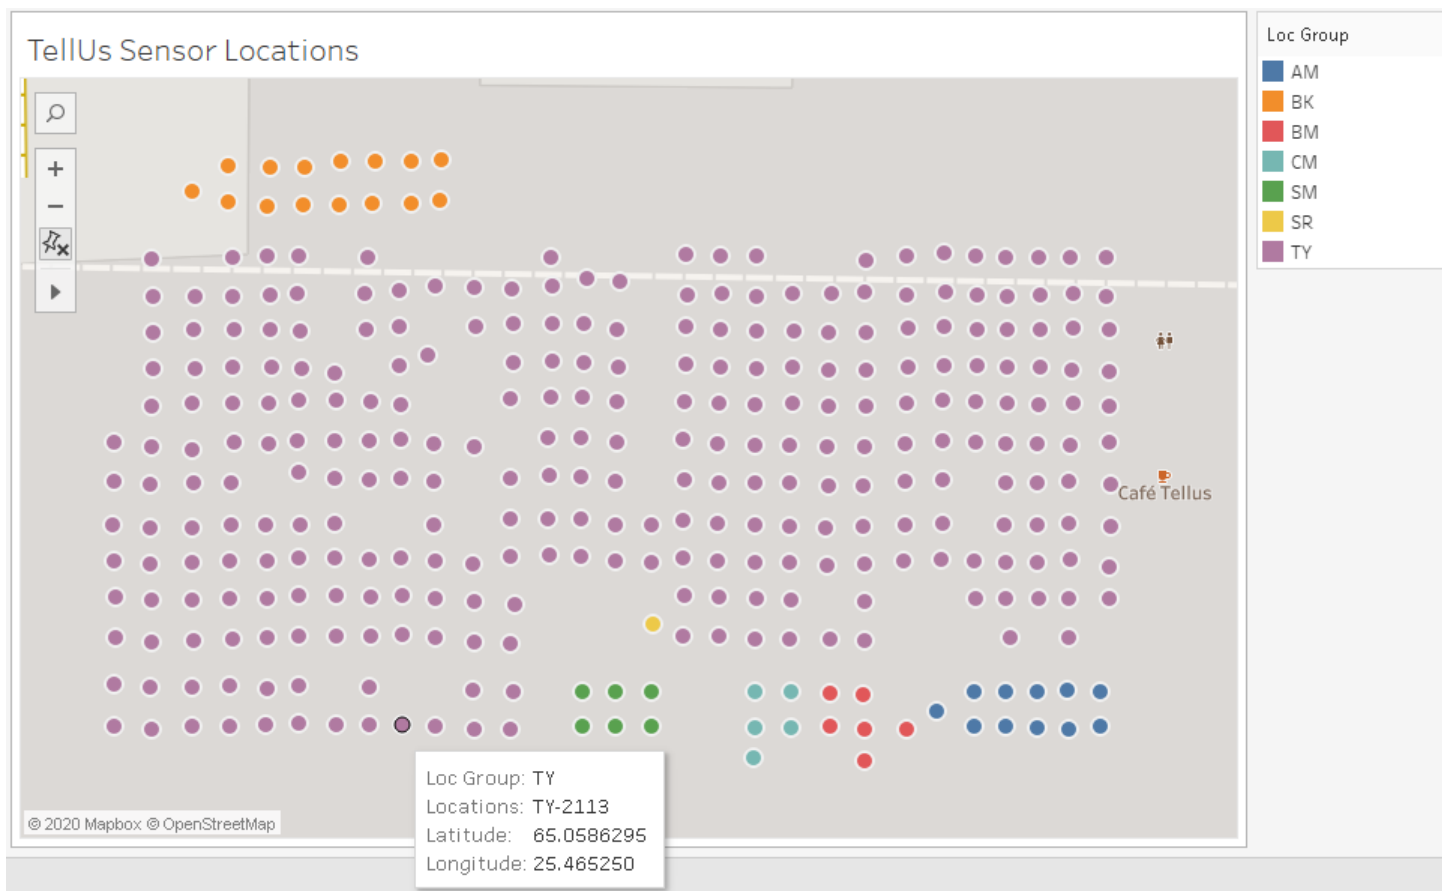 TellUs Sensor Locations
Loc Group
AM
BK
BM
CM
SM
SR
TY
Café Tellus
Loc Group: TY
Locations: TY-2113
Latitude: 65.0586295
Longitude: 25.465250
© 2020 Mapbox © OpenStreetMap